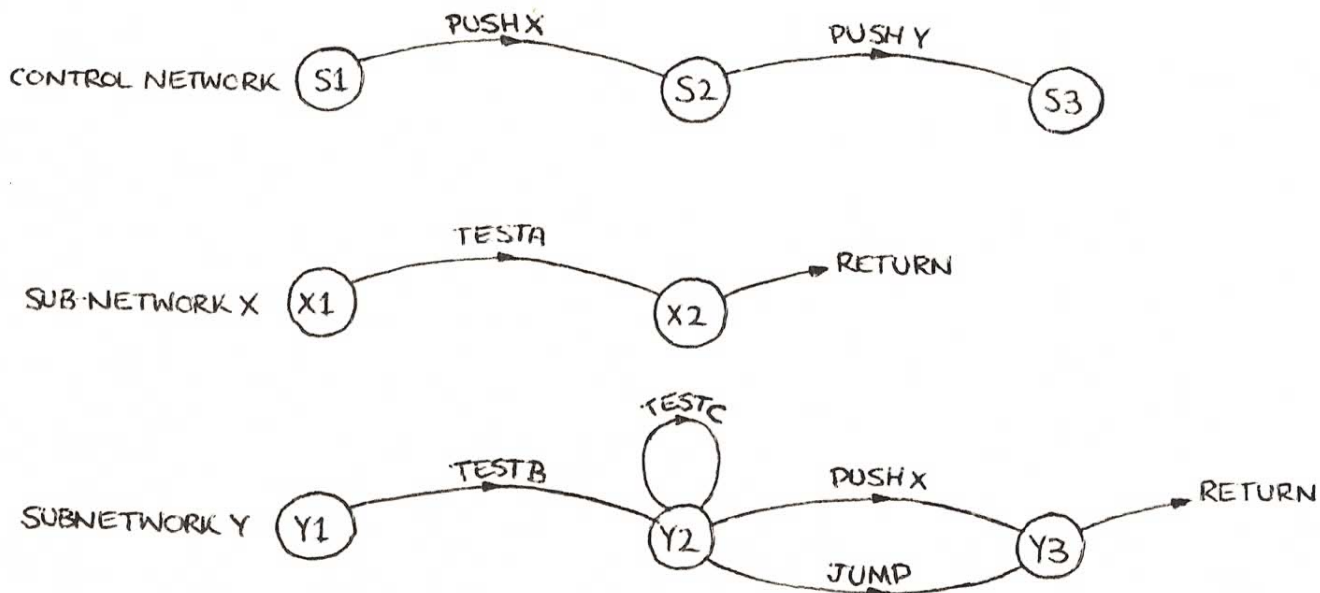 PUSH X
PUSH Y
CONTROL NETWORK S1 S2 S3
TESTA
SUB-NETWORK X X1 X2 RETURN
TESTC
TESTB PUSH X
SUBNETWORK Y Y1 Y2 Y3 RETURN
JUMP